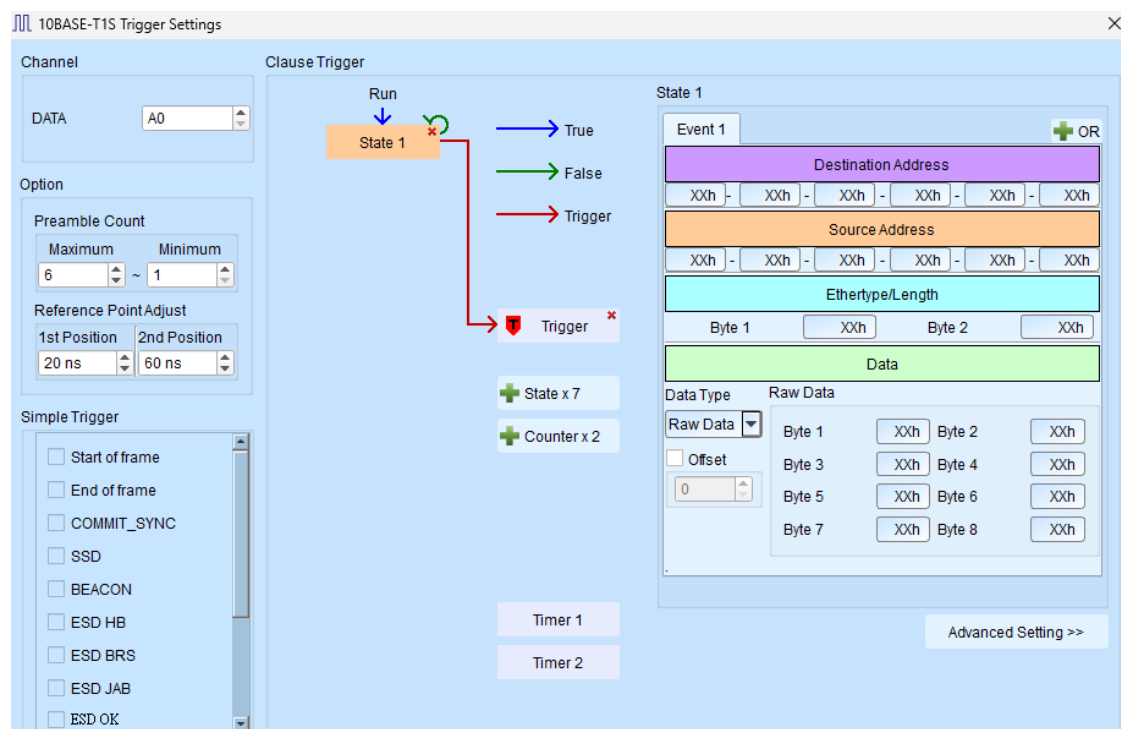 10BASE-T1S Trigger Settings
Channel
DATA
A0
Option
Preamble Count
Maximum Minimum
6 ~ 1
Reference Point Adjust
1st Position 2nd Position
20 ns 60 ns
Simple Trigger
Start of frame
End of frame
COMMIT_SYNC
SSD
BEACON
ESD HB
ESD BRS
ESD JAB
ESD OK
Clause Trigger
Run
State 1
True
False
Trigger
T Trigger
State x 7
Counter x 2
Timer 1
Timer 2
State 1
Event 1
OR
Destination Address
XXh - XXh - XXh - XXh - XXh - XXh
Source Address
XXh - XXh - XXh - XXh - XXh - XXh
Ethertype/Length
Byte 1 XXh Byte 2 XXh
Data
Data Type
Raw Data
Offset
0
Raw Data
Byte 1 XXh Byte 2 XXh
Byte 3 XXh Byte 4 XXh
Byte 5 XXh Byte 6 XXh
Byte 7 XXh Byte 8 XXh
.
Advanced Setting >>